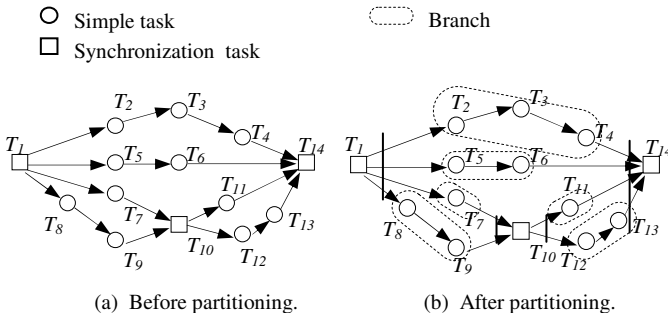 Simple task
Branch
Synchronization task
T1
T2
T3
T4
T5
T6
T7
T8
T9
T10
T11
T12
T13
T14
T1
T2
T3
T4
T5
T6
T7
T8
T9
T10
T11
T12
T13
T14
(a) Before partitioning.
(b) After partitioning.